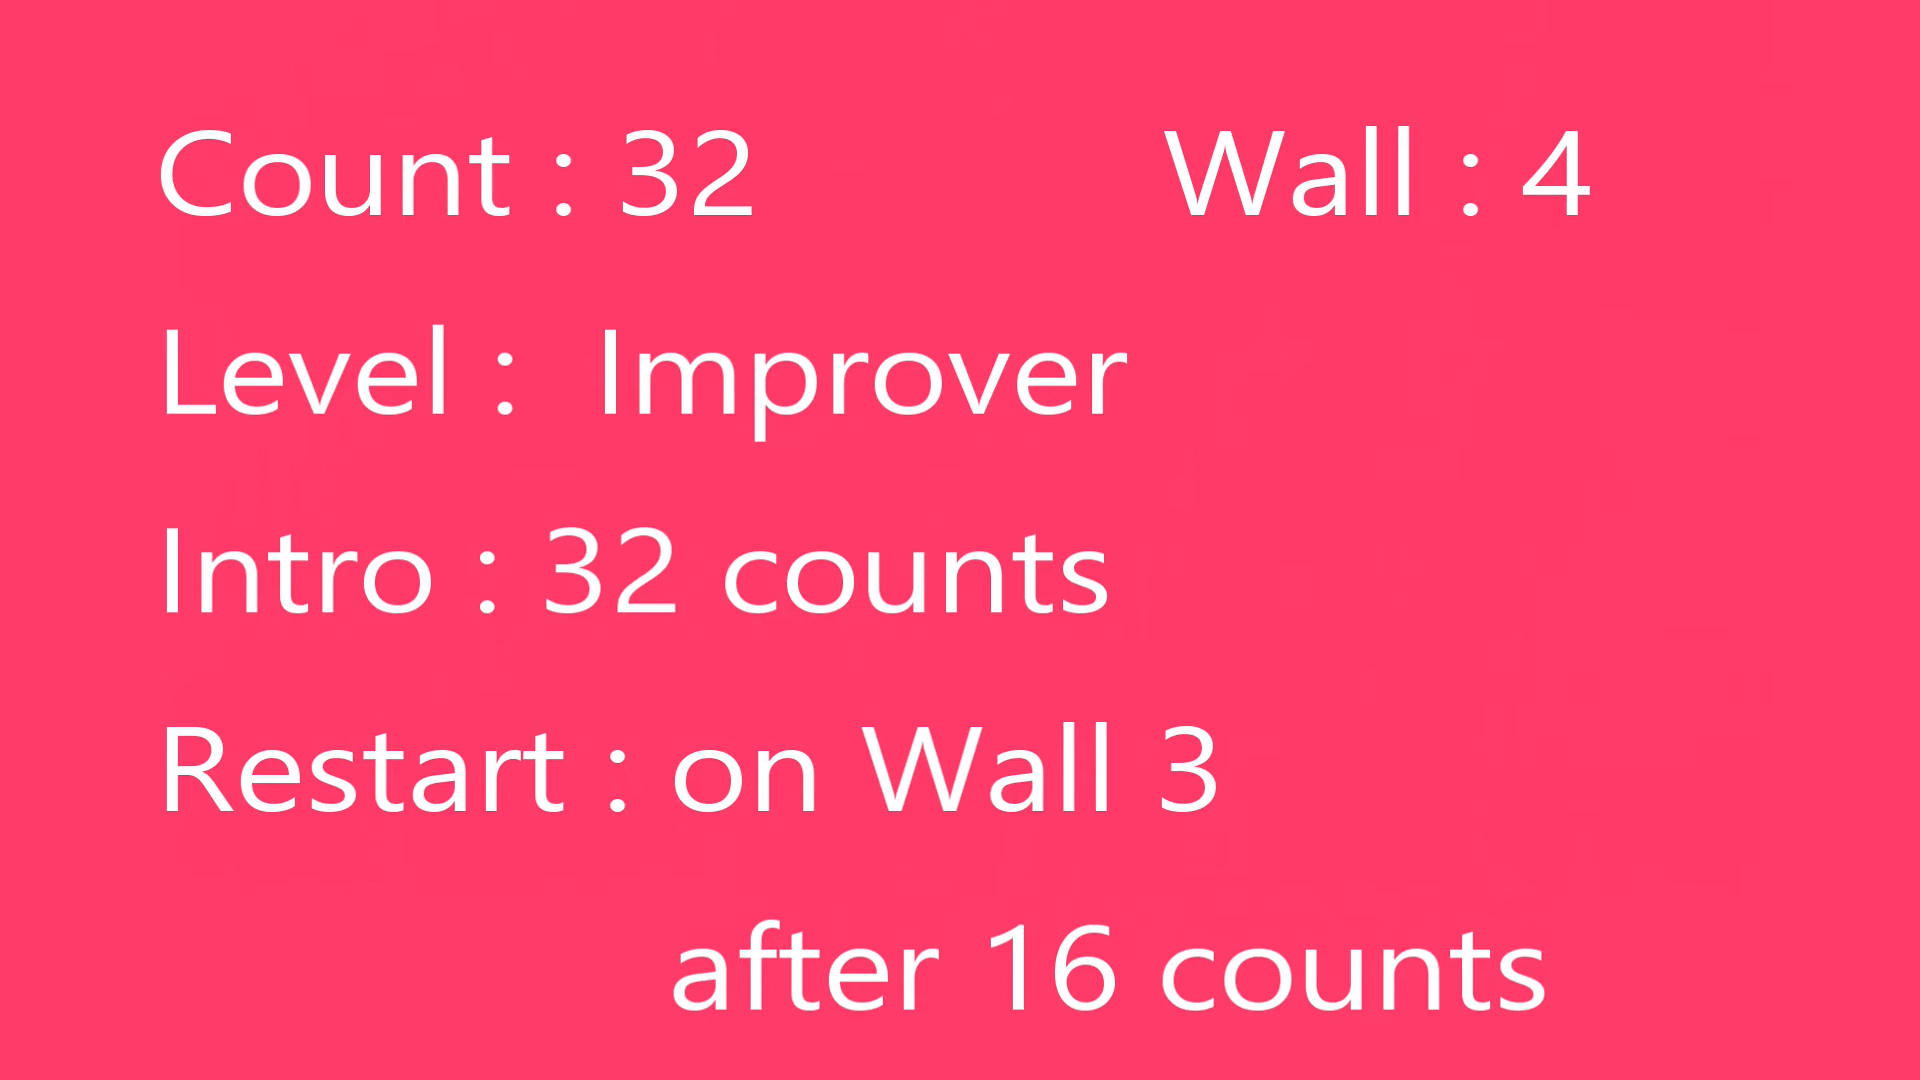 Count : 32 Wall : 4
Level : Improver
Intro : 32 counts
Restart : on Wall 3
after 16 counts